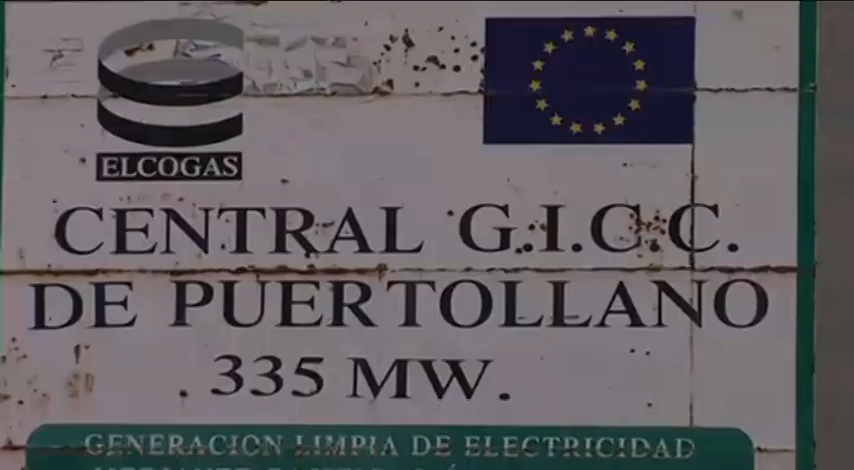 ELCOGAS
CENTRAL G.I.C.C.
DE PUERTOLLANO
335 MW.
GENERACION LIMPIA DE ELECTRICIDAD